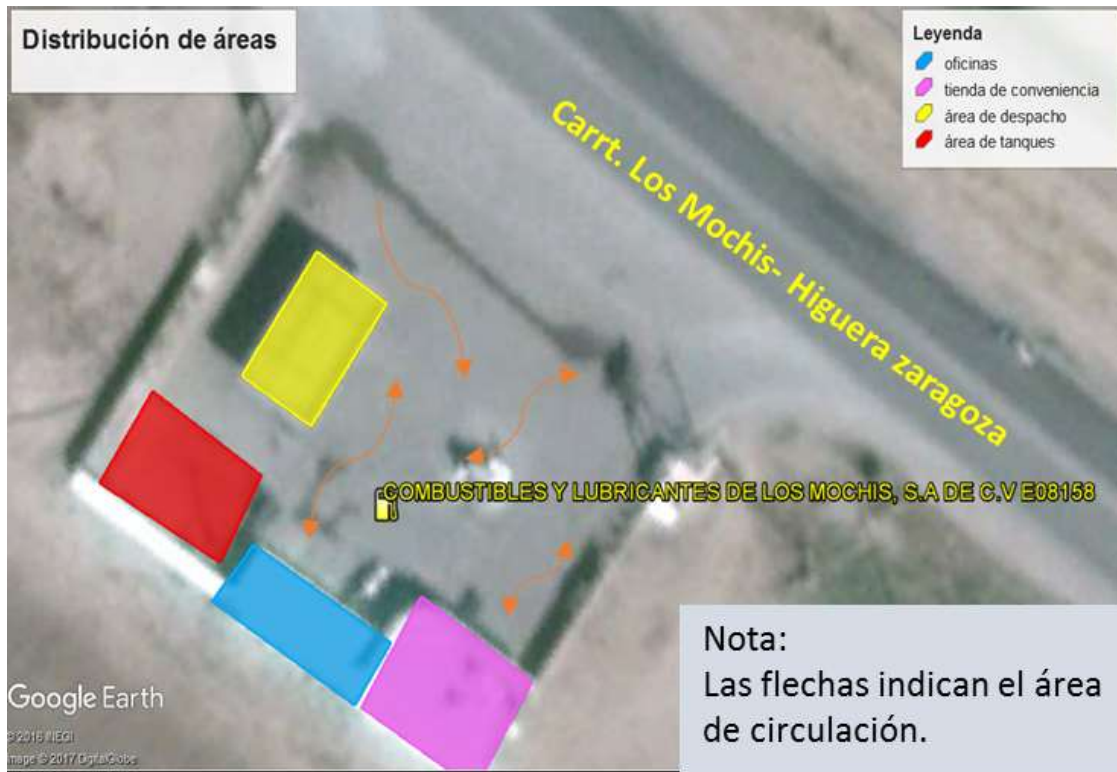 Distribución de áreas
Leyenda
oficinas
tienda de conveniencia
área de despacho
área de tanques
Carrt. Los Mochis- Higuera zaragoza
COMBUSTIBLES Y LUBRICANTES DE LOS MOCHIS, S.A DE C.V E08158
Nota:
Las flechas indican el área
de circulación.
Google Earth
© 2016 INEGI
Image © 2017 DigitalGlobe